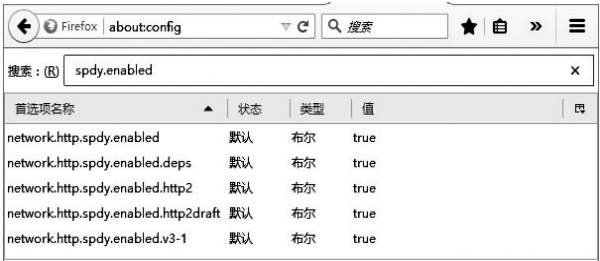 Firefox about:config 搜索
搜索：(R) spdy.enabled
首选项名称 状态 类型 值
network.http.spdy.enabled 默认 布尔 true
network.http.spdy.enabled.deps 默认 布尔 true
network.http.spdy.enabled.http2 默认 布尔 true
network.http.spdy.enabled.http2draft 默认 布尔 true
network.http.spdy.enabled.v3-1 默认 布尔 true